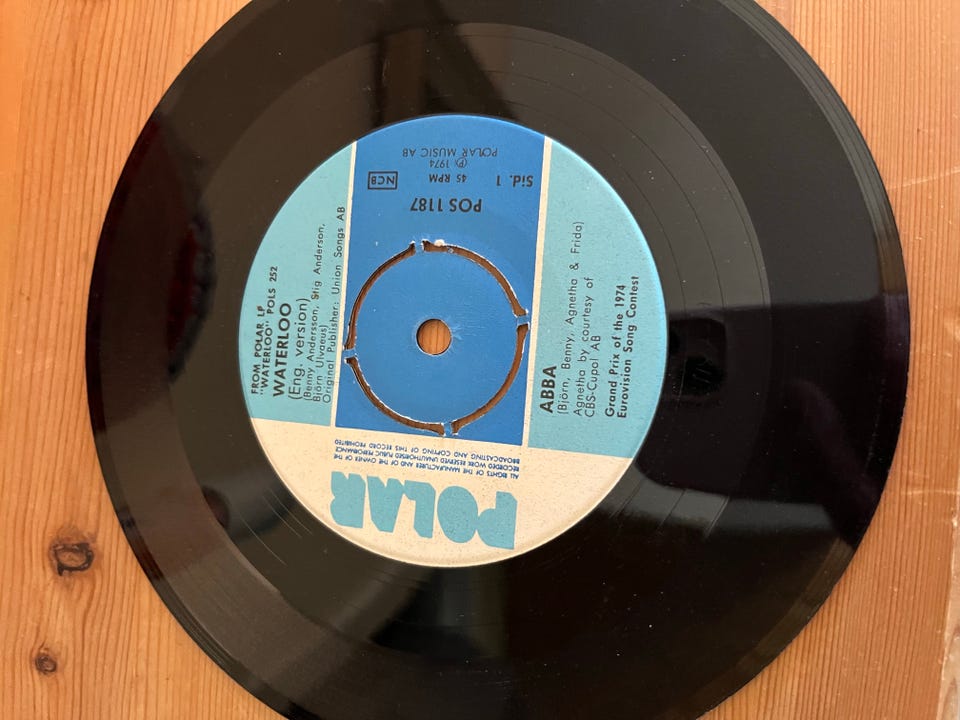 POLAR
ALL RIGHTS OF THE MANUFACTURER AND OF THE OWNER OF THE
RECORDED WORK RESERVED UNAUTHORISED PUBLIC PERFORMANCE
BROADCASTING AND COPYING OF THIS RECORD PROHIBITED
POS 1187
NCB
45 RPM
Sid. 1
Ⓟ 1974
POLAR MUSIC AB
FROM POLAR LP
"WATERLOO" POLS 252
WATERLOO
(Eng. version)
(Benny Andersson, Stig Anderson,
Björn Ulvaeus)
Original Publisher: Union Songs AB
ABBA
(Björn, Benny, Agnetha & Frida)
Agnetha by courtesy of
CBS-Cupol AB
Grand Prix of the 1974
Eurovision Song Contest